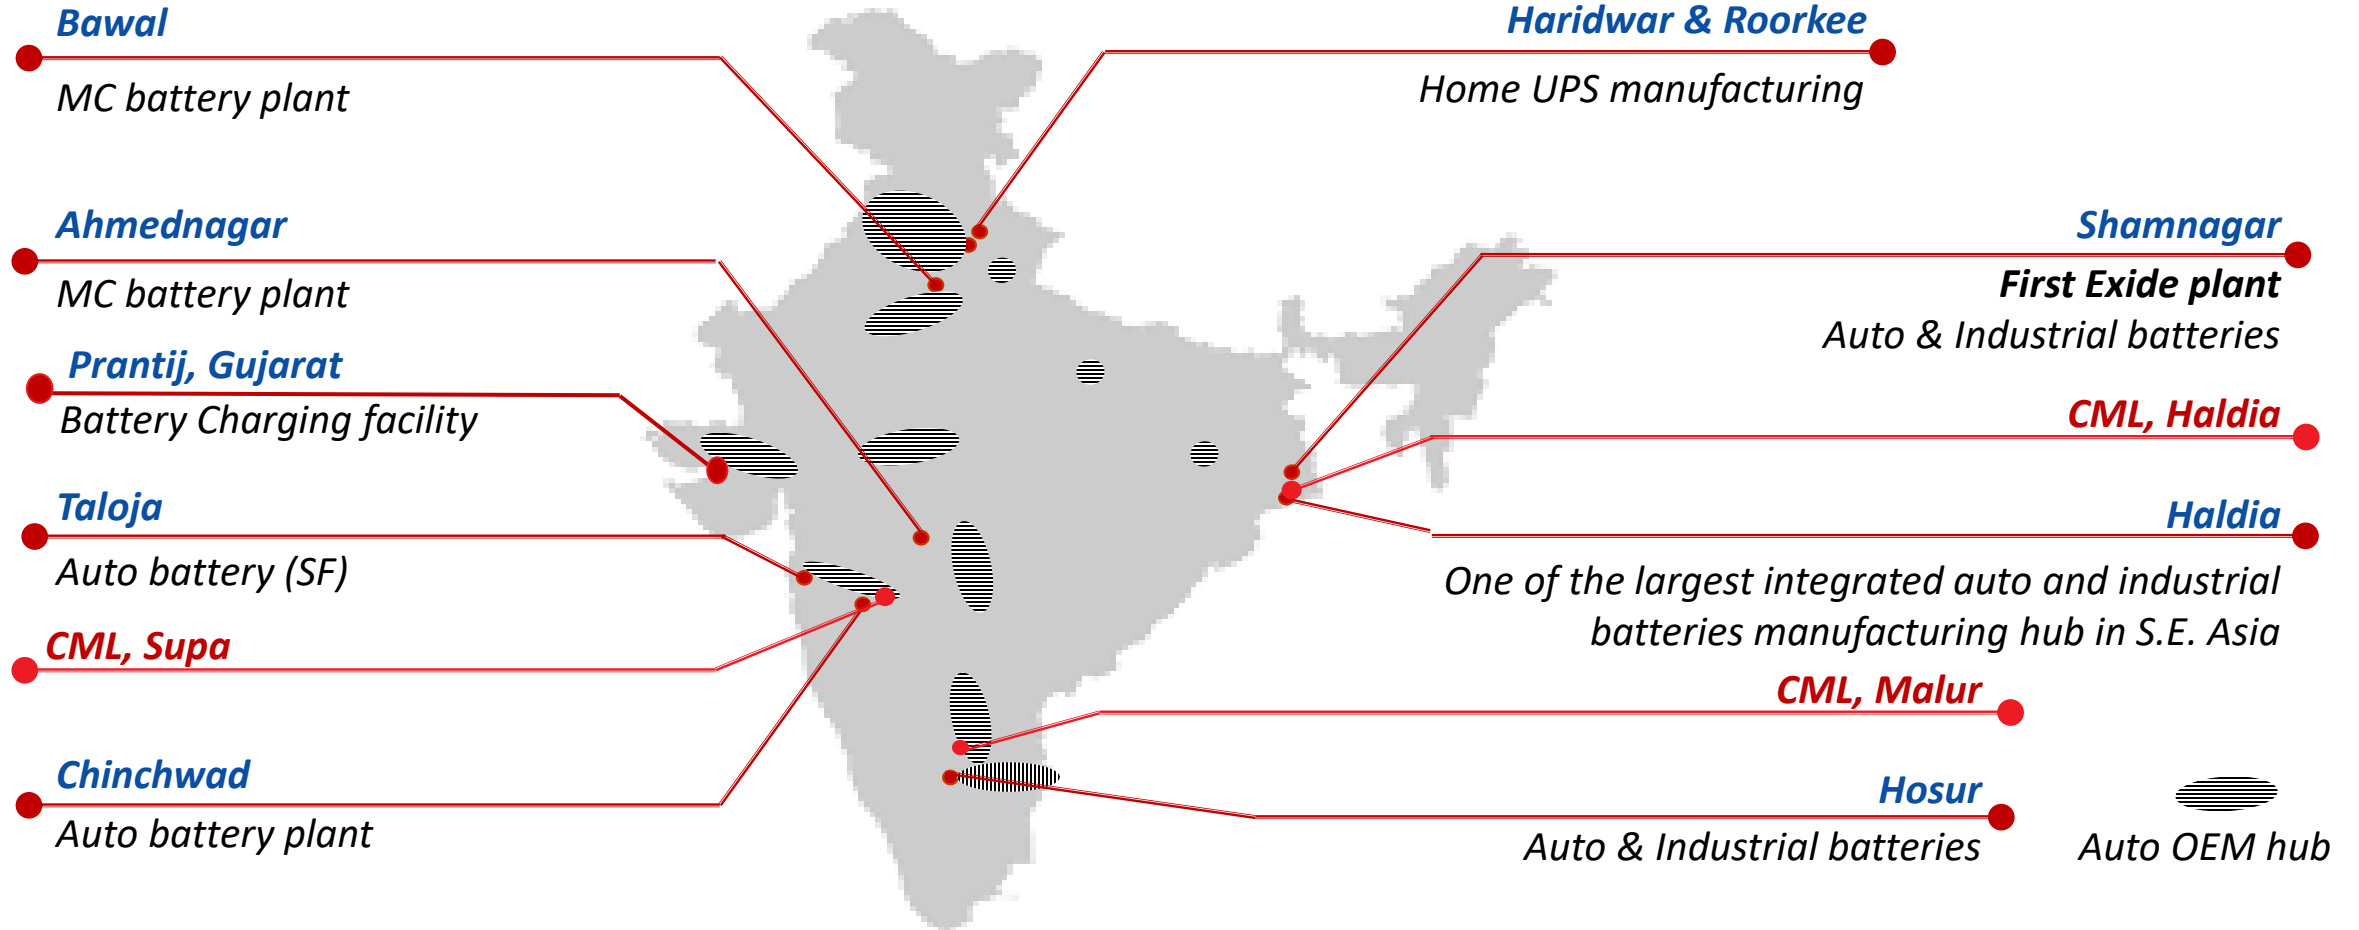 Bawal
MC battery plant
Ahmednagar
MC battery plant
Prantij, Gujarat
Battery Charging facility
Taloja
Auto battery (SF)
CML, Supa
Chinchwad
Auto battery plant
Haridwar & Roorkee
Home UPS manufacturing
Shamnagar
First Exide plant
Auto & Industrial batteries
CML, Haldia
Haldia
One of the largest integrated auto and industrial
batteries manufacturing hub in S.E. Asia
CML, Malur
Hosur
Auto & Industrial batteries
Auto OEM hub